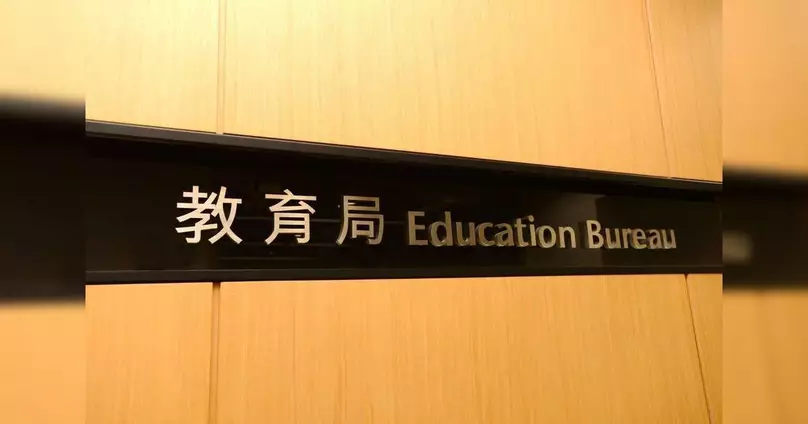 教育局 Education Bureau